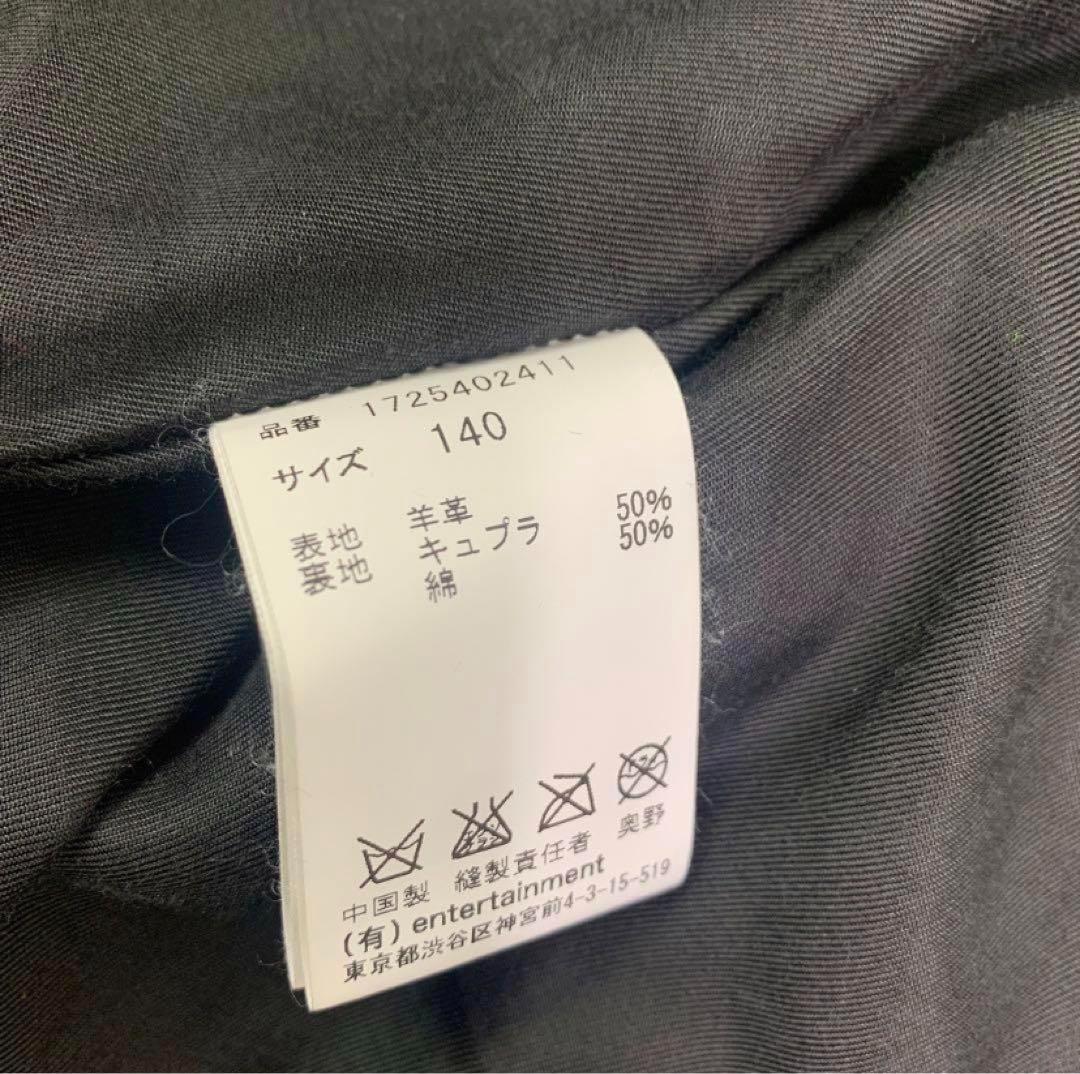 品番 1725402411
サイズ 140
表地 羊革
裏地 キュプラ 50%
綿 50%
中国製 縫製責任者 奥野
(有) entertainment
東京都渋谷区神宮前4-3-15-519